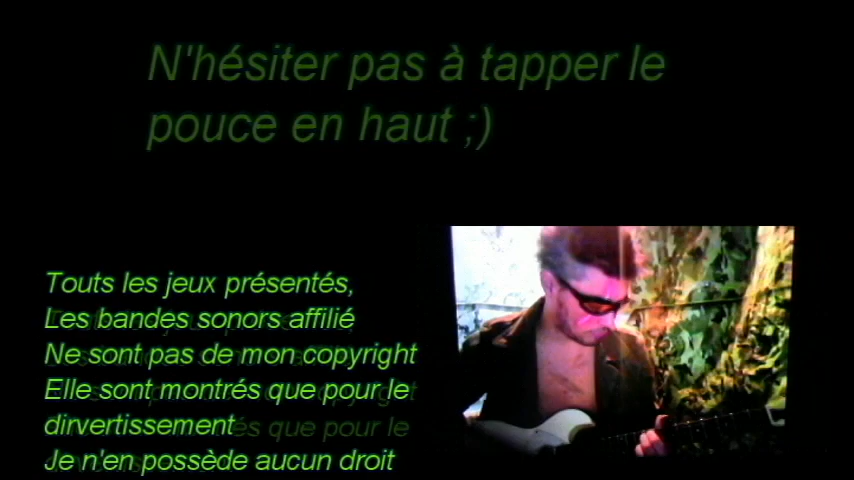 N'hésiter pas à tapper le
pouce en haut ;)
Touts les jeux présentés,
Les bandes sonors affilié
Ne sont pas de mon copyright
Elle sont montrés que pour le
dirvertissement
Je n'en possède aucun droit